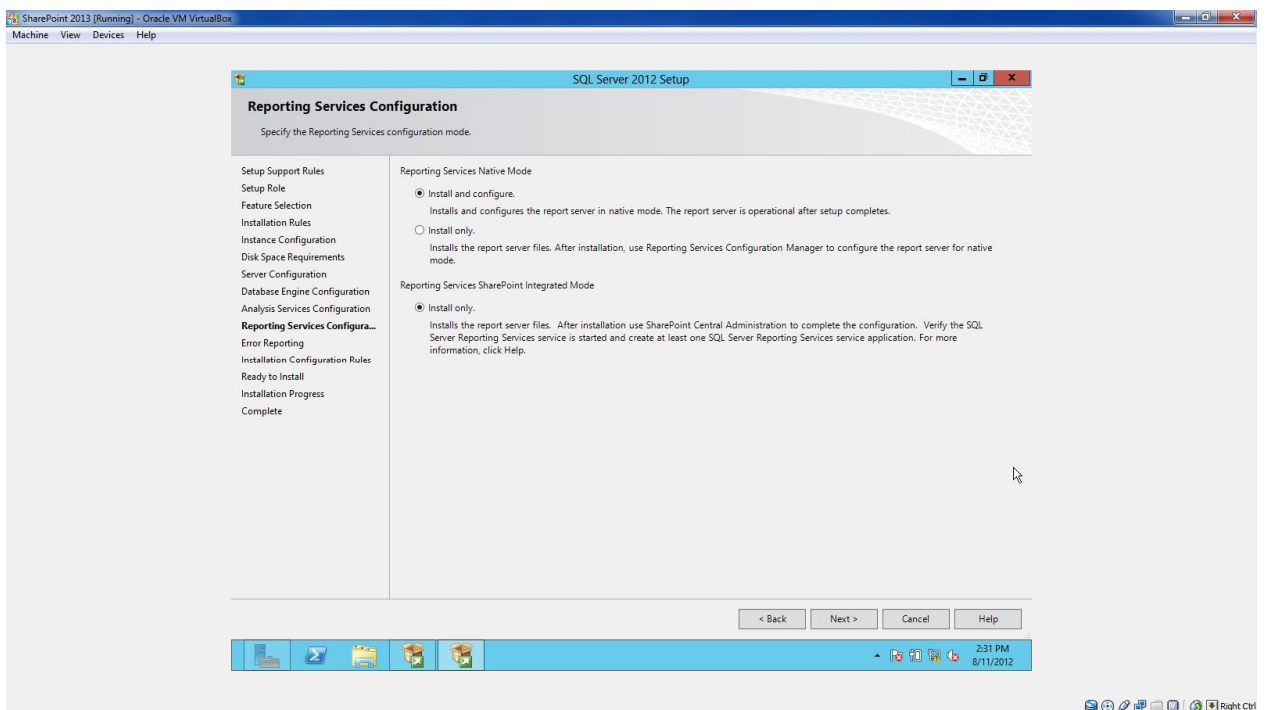 SharePoint 2013 [Running] - Oracle VM VirtualBox
Machine View Devices Help
SQL Server 2012 Setup
Reporting Services Configuration
Specify the Reporting Services configuration mode.
Setup Support Rules
Setup Role
Feature Selection
Installation Rules
Instance Configuration
Disk Space Requirements
Server Configuration
Database Engine Configuration
Analysis Services Configuration
Reporting Services Configura...
Error Reporting
Installation Configuration Rules
Ready to Install
Installation Progress
Complete
Reporting Services Native Mode
Install and configure.
Installs and configures the report server in native mode. The report server is operational after setup completes.
Install only.
Installs the report server files. After installation, use Reporting Services Configuration Manager to configure the report server for native
mode.
Reporting Services SharePoint Integrated Mode
Install only.
Installs the report server files. After installation use SharePoint Central Administration to complete the configuration. Verify the SQL
Server Reporting Services service is started and create at least one SQL Server Reporting Services service application. For more
information, click Help.
< Back Next > Cancel Help
2:31 PM
8/11/2012
Right Ctrl